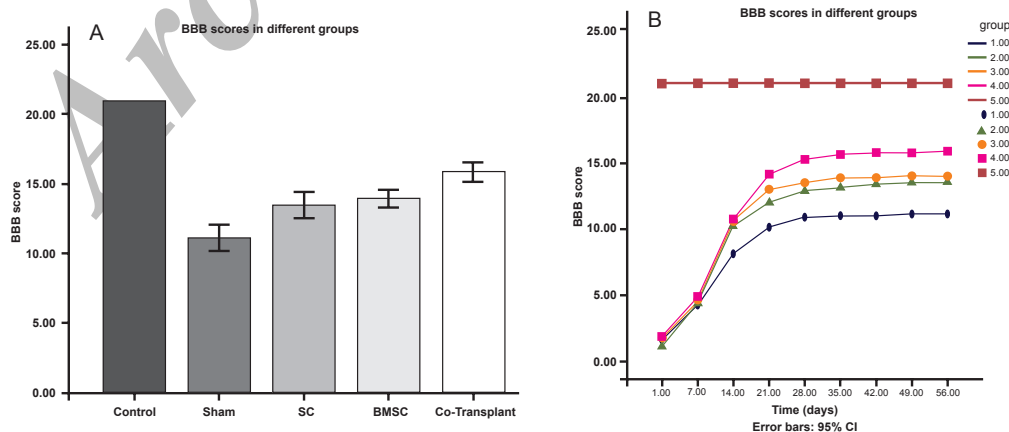 A
BBB scores in different groups
25.00
20.00
15.00
10.00
5.00
0.00
BBB score
Control Sham SC BMSC Co-Transplant
B
BBB scores in different groups
25.00
20.00
15.00
10.00
5.00
0.00
BBB score
1.00 7.00 14.00 21.00 28.00 35.00 42.00 49.00 56.00
Time (days)
Error bars: 95% CI
group
1.00
2.00
3.00
4.00
5.00
1.00
2.00
3.00
4.00
5.00
Arc